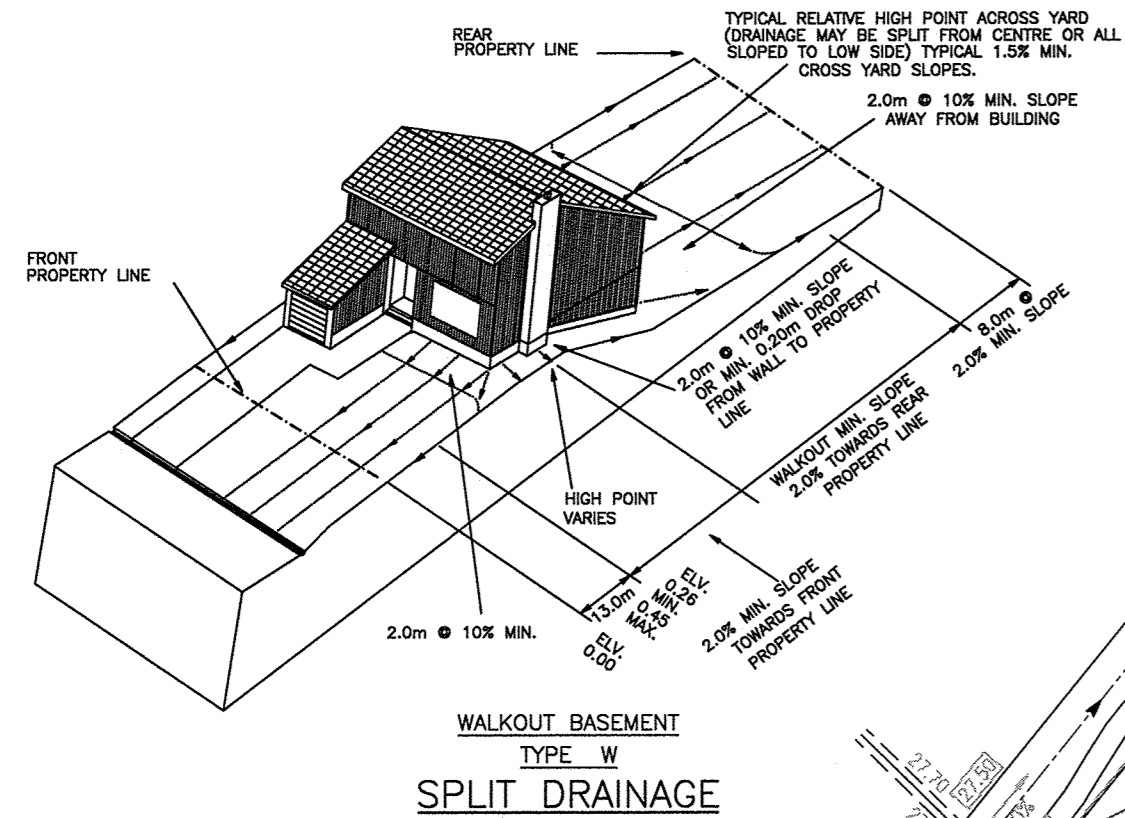 TYPICAL RELATIVE HIGH POINT ACROSS YARD
(DRAINAGE MAY BE SPLIT FROM CENTRE OR ALL
SLOPED TO LOW SIDE) TYPICAL 1.5% MIN.
CROSS YARD SLOPES.
REAR
PROPERTY LINE
2.0m @ 10% MIN. SLOPE
AWAY FROM BUILDING
FRONT
PROPERTY LINE
2.0m @ 10% MIN. SLOPE
OR MIN. 0.20m DROP
FROM WALL TO PROPERTY
LINE
8.0m @
2.0% MIN. SLOPE
WALKOUT MIN. SLOPE
2.0% TOWARDS REAR
PROPERTY LINE
HIGH POINT
VARIES
2.0m @ 10% MIN.
13.0m
ELV.
0.26
MIN.
0.45
MAX.
ELV.
0.00
2.0% MIN. SLOPE
TOWARDS FRONT
PROPERTY LINE
WALKOUT BASEMENT
TYPE W
SPLIT DRAINAGE
27.70
27.50